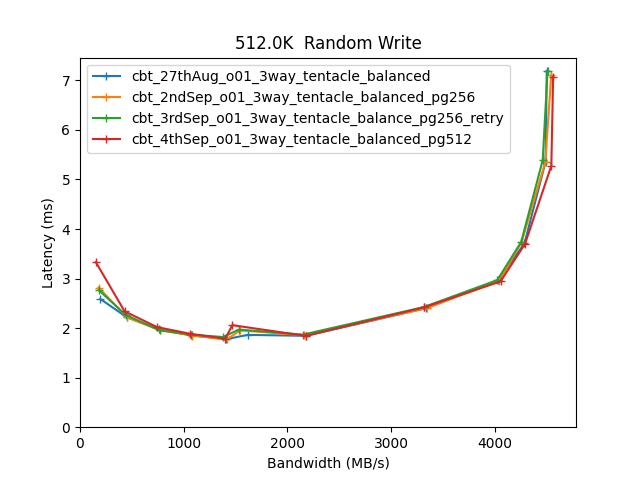 512.0K  Random Write
cbt_27thAug_o01_3way_tentacle_balanced
cbt_2ndSep_o01_3way_tentacle_balanced_pg256
cbt_3rdSep_o01_3way_tentacle_balance_pg256_retry
cbt_4thSep_o01_3way_tentacle_balanced_pg512
Latency (ms)
7
6
5
4
3
2
1
0
0 1000 2000 3000 4000
Bandwidth (MB/s)